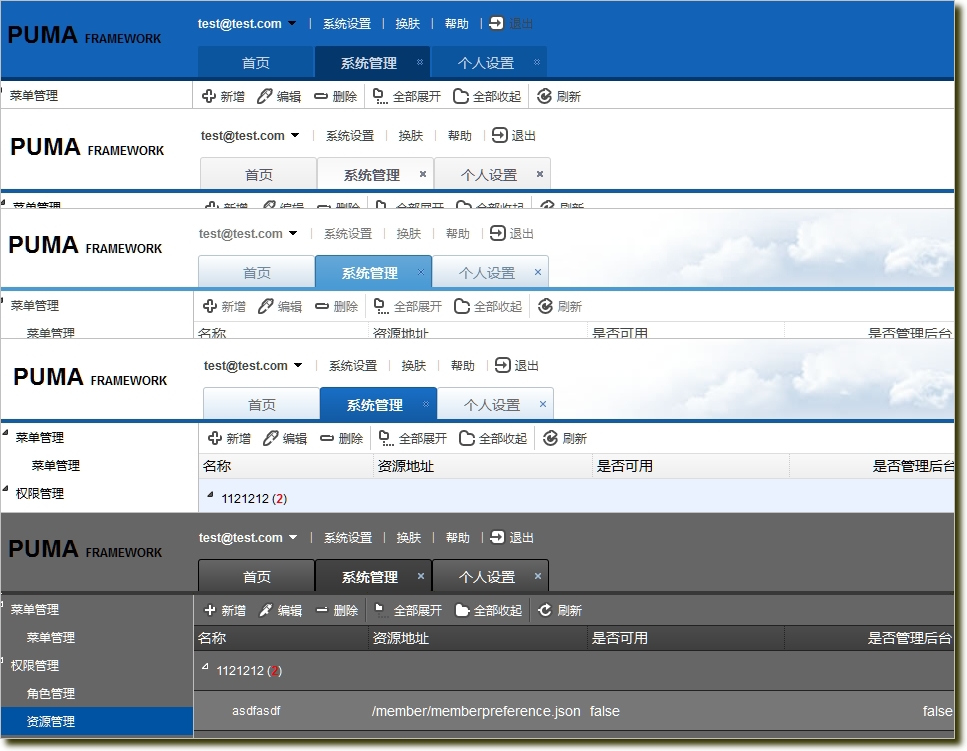 PUMA FRAMEWORK
test@test.com 系统设置 换肤 帮助 退出
首页 系统管理 个人设置
菜单管理 新增 编辑 删除 全部展开 全部收起 刷新
PUMA FRAMEWORK
test@test.com 系统设置 换肤 帮助 退出
首页 系统管理 个人设置
菜单管理 新增 编辑 删除 全部展开 全部收起 刷新
PUMA FRAMEWORK
test@test.com 系统设置 换肤 帮助 退出
首页 系统管理 个人设置
菜单管理 新增 编辑 删除 全部展开 全部收起 刷新
菜单管理 名称 资源地址 是否可用 是否管理后台
PUMA FRAMEWORK
test@test.com 系统设置 换肤 帮助 退出
首页 系统管理 个人设置
菜单管理 新增 编辑 删除 全部展开 全部收起 刷新
菜单管理 名称 资源地址 是否可用 是否管理后台
权限管理 1121212 (2)
PUMA FRAMEWORK
test@test.com 系统设置 换肤 帮助 退出
首页 系统管理 个人设置
菜单管理 新增 编辑 删除 全部展开 全部收起 刷新
菜单管理 名称 资源地址 是否可用 是否管理后台
权限管理 1121212 (2)
角色管理
资源管理 asdfasdf /member/memberpreference.json false false